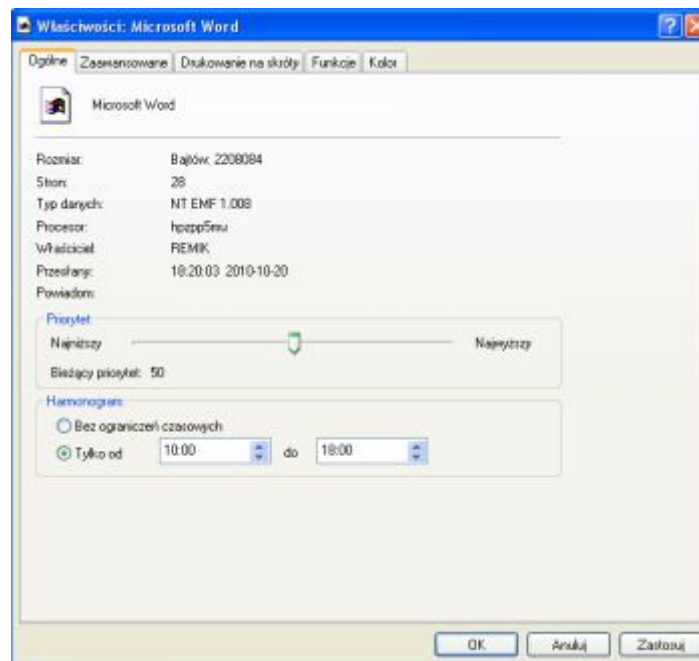 Właściwości: Microsoft Word
Ogólne Zaawansowane Drukowanie na skróty Funkcje Kolor
Microsoft Word
Rozmiar: Bajtów: 2208084
Stron: 28
Typ danych: NT EMF 1.008
Procesor: hpzpp5mu
Właściciel: REMIK
Przesłany: 18:20:03 2010-10-20
Powiadom:
Priorytet
Najniższy Najwyższy
Bieżący priorytet: 50
Harmonogram:
Bez ograniczeń czasowych
Tylko od 10:00 do 18:00
OK Anuluj Zastosuj